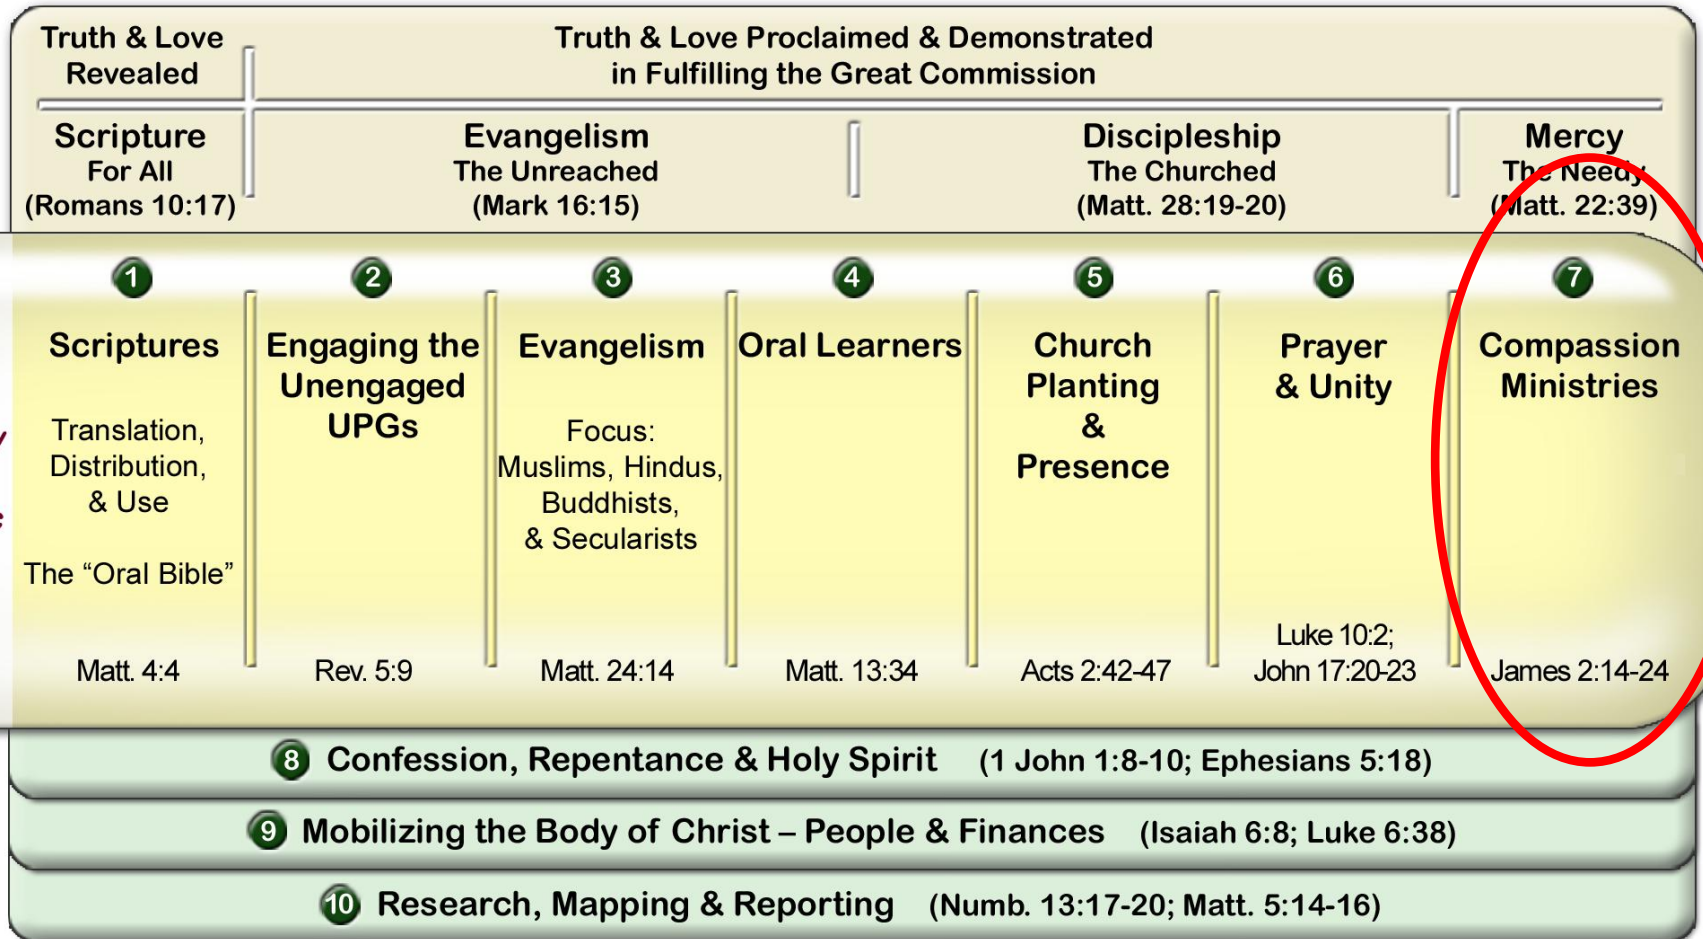 Truth & Love
Revealed
Truth & Love Proclaimed & Demonstrated
in Fulfilling the Great Commission
Scripture
For All
(Romans 10:17)
Evangelism
The Unreached
(Mark 16:15)
Discipleship
The Churched
(Matt. 28:19-20)
Mercy
The Needy
(Matt. 22:39)
1
Scriptures
Translation,
Distribution,
& Use
The “Oral Bible”
Matt. 4:4
2
Engaging the
Unengaged
UPGs
Rev. 5:9
3
Evangelism
Focus:
Muslims, Hindus,
Buddhists,
& Secularists
Matt. 24:14
4
Oral Learners
Matt. 13:34
5
Church
Planting
&
Presence
Acts 2:42-47
6
Prayer
& Unity
Luke 10:2;
John 17:20-23
7
Compassion
Ministries
James 2:14-24
8 Confession, Repentance & Holy Spirit (1 John 1:8-10; Ephesians 5:18)
9 Mobilizing the Body of Christ – People & Finances (Isaiah 6:8; Luke 6:38)
10 Research, Mapping & Reporting (Numb. 13:17-20; Matt. 5:14-16)